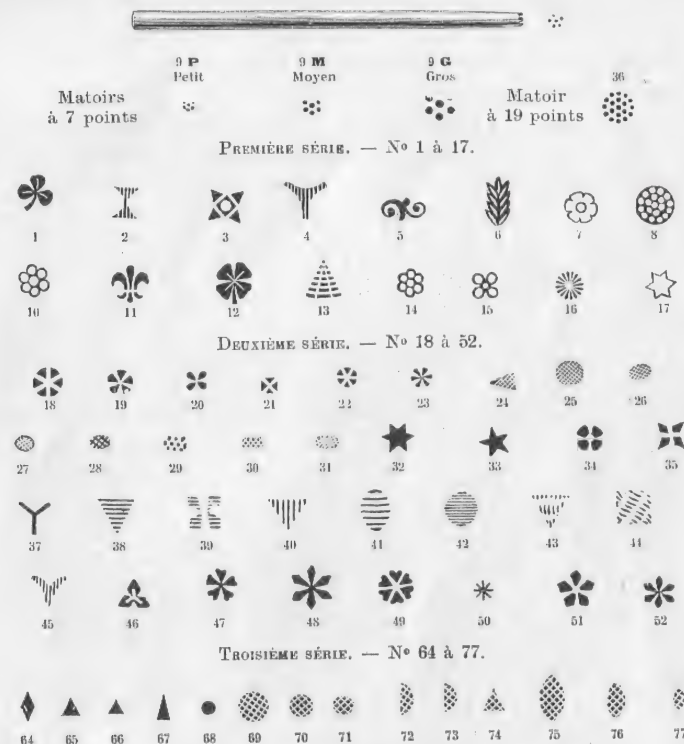 9 P 9 M 9 G
Petit Moyen Gros 36
Matoirs Matoir
à 7 points à 19 points
PREMIÈRE SÉRIE. — Nº 1 à 17.
1 2 3 4 5 6 7 8
10 11 12 13 14 15 16 17
DEUXIÈME SÉRIE. — Nº 18 à 52.
18 19 20 21 22 23 24 25 26
27 28 29 30 31 32 33 34 35
37 38 39 40 41 42 43 44
45 46 47 48 49 50 51 52
TROISIÈME SÉRIE. — Nº 64 à 77.
64 65 66 67 68 69 70 71 72 73 74 75 76 77